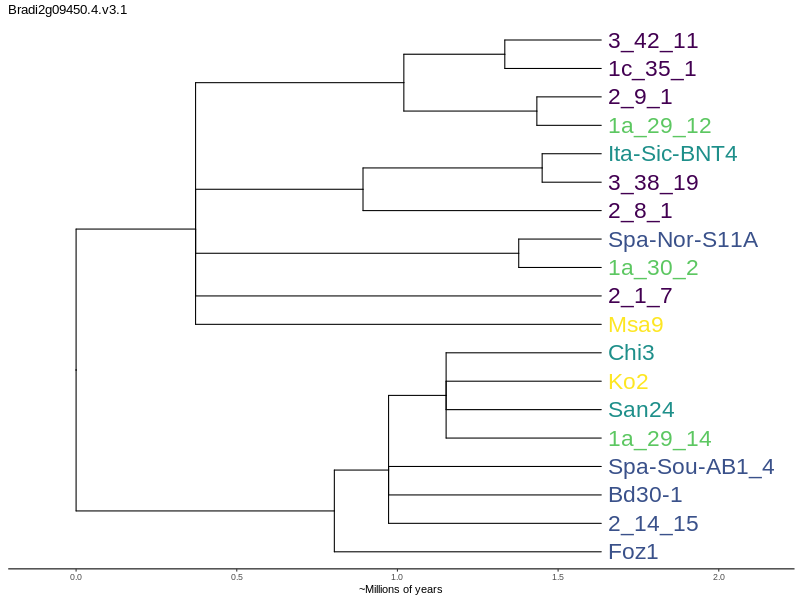 Bradi2g09450.4.v3.1
3_42_11
1c_35_1
2_9_1
1a_29_12
Ita-Sic-BNT4
3_38_19
2_8_1
Spa-Nor-S11A
1a_30_2
2_1_7
Msa9
Chi3
Ko2
San24
1a_29_14
Spa-Sou-AB1_4
Bd30-1
2_14_15
Foz1
0.0 0.5 1.0 1.5 2.0
~Millions of years